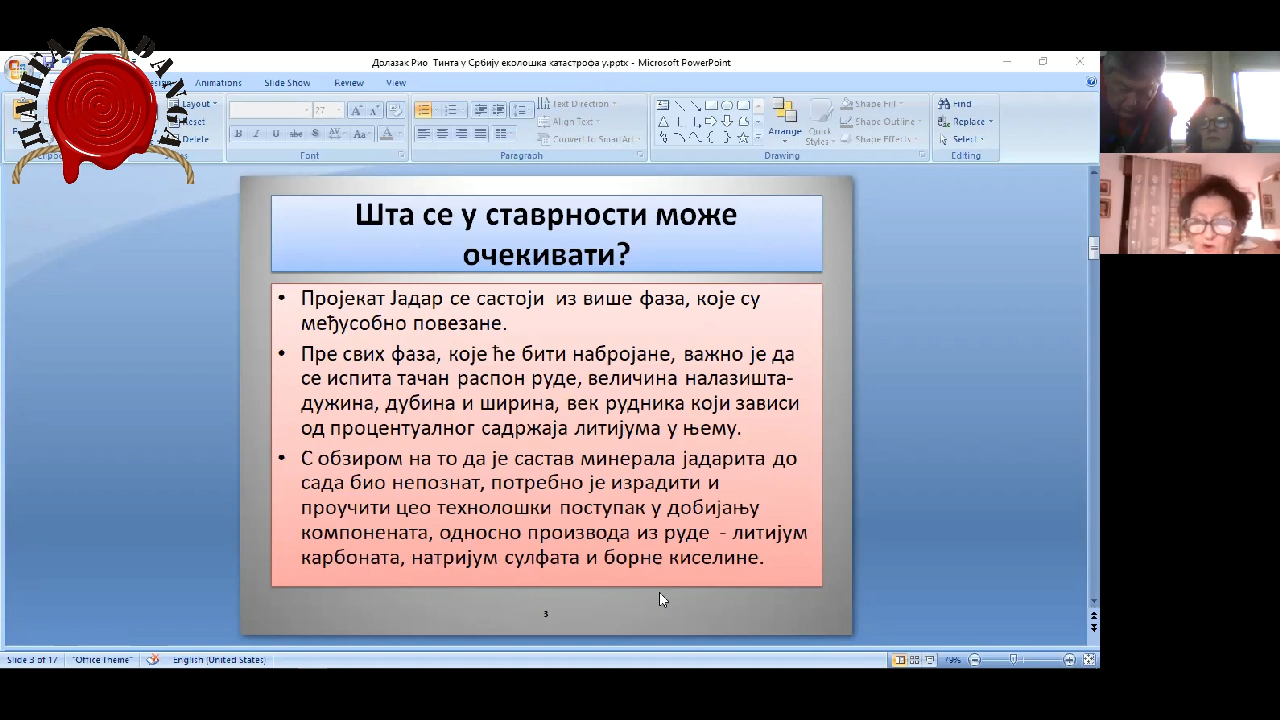 НАША ДАНГА
Долазак Рио Тинта у Србију еколошка катастрофа у.pptx - Microsoft PowerPoint
Animations Slide Show Review View
Layout
Reset
Delete
27
Font
Text Direction
Align Text
Convert to SmartArt
Paragraph
Arrange
Quick
Styles
Shape Fill
Shape Outline
Shape Effects
Drawing
Find
Replace
Select
Editing
Шта се у ставрности може
очекивати?
• Пројекат Јадар се састоји из више фаза, које су
међусобно повезане.
• Пре свих фаза, које ће бити набројане, важно је да
се испита тачан распон руде, величина налазишта-
дужина, дубина и ширина, век рудника који зависи
од процентуалног садржаја литијума у њему.
• С обзиром на то да је састав минерала јадарита до
сада био непознат, потребно је израдити и
проучити цео технолошки поступак у добијању
компонената, односно производа из руде - литијум
карбоната, натријум сулфата и борне киселине.
3
Slide 3 of 17 "Office Theme" English (United States) 79%